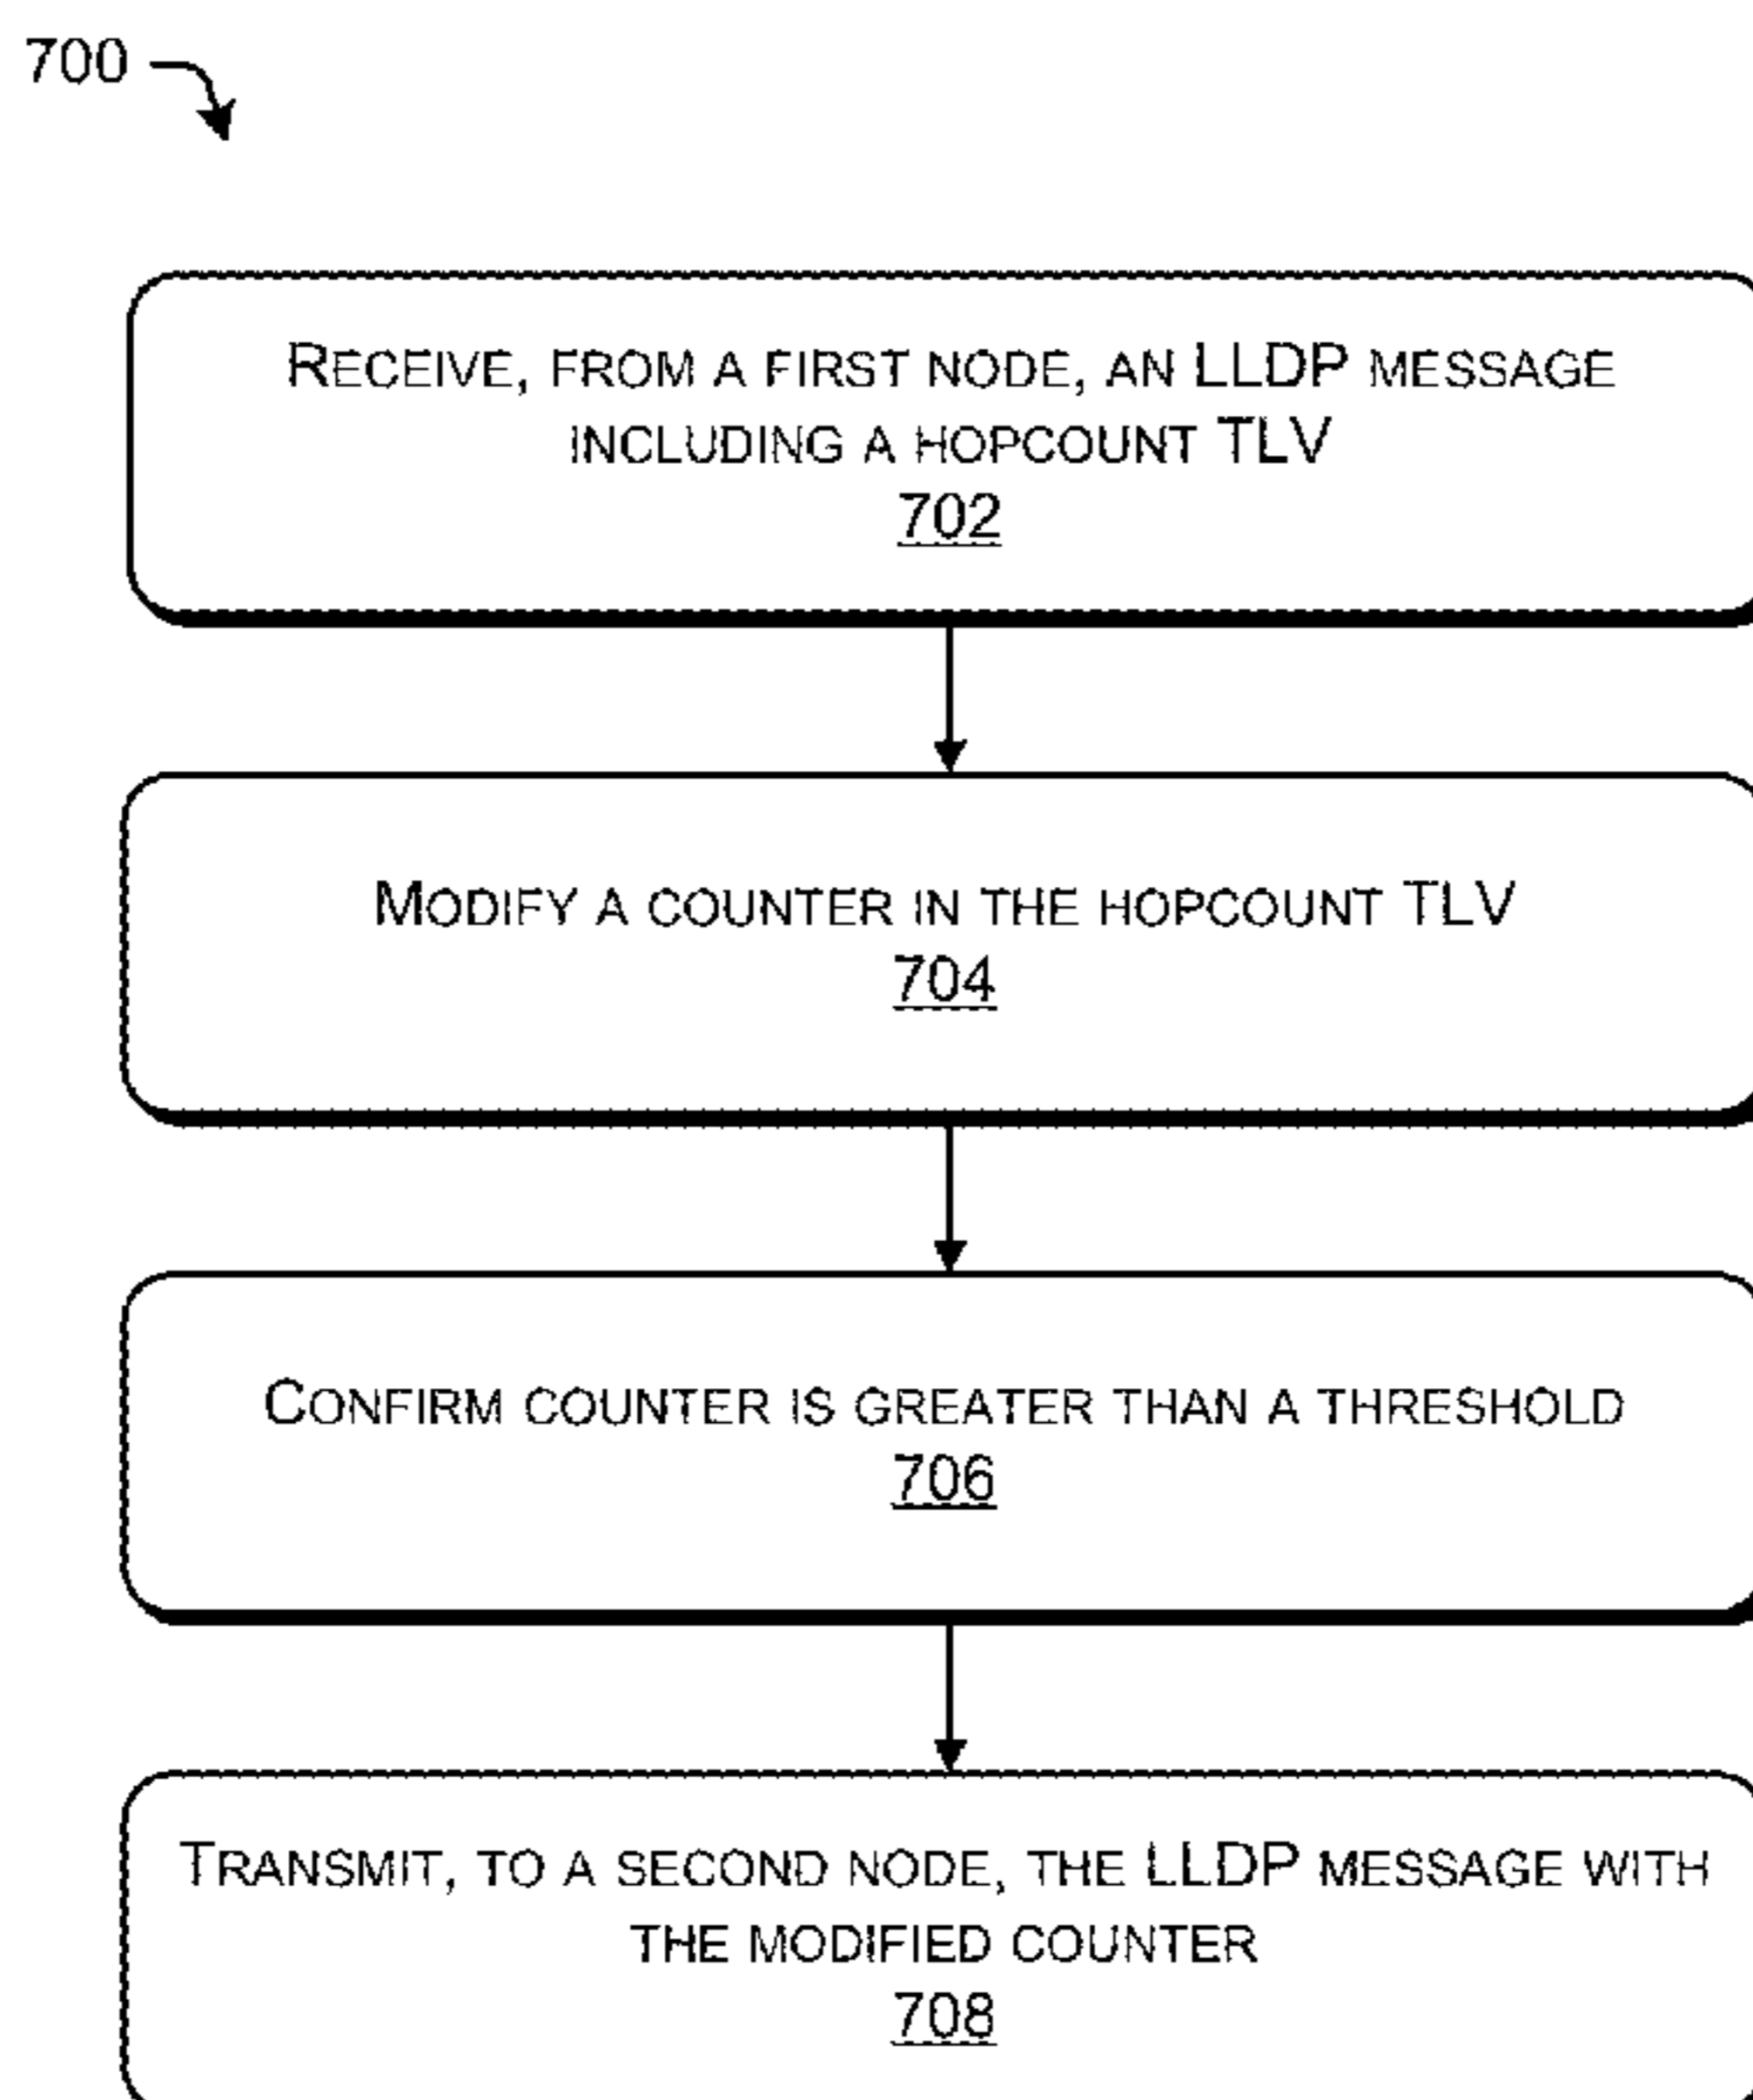 700
RECEIVE, FROM A FIRST NODE, AN LLDP MESSAGE
INCLUDING A HOPCOUNT TLV
702
MODIFY A COUNTER IN THE HOPCOUNT TLV
704
CONFIRM COUNTER IS GREATER THAN A THRESHOLD
706
TRANSMIT, TO A SECOND NODE, THE LLDP MESSAGE WITH
THE MODIFIED COUNTER
708